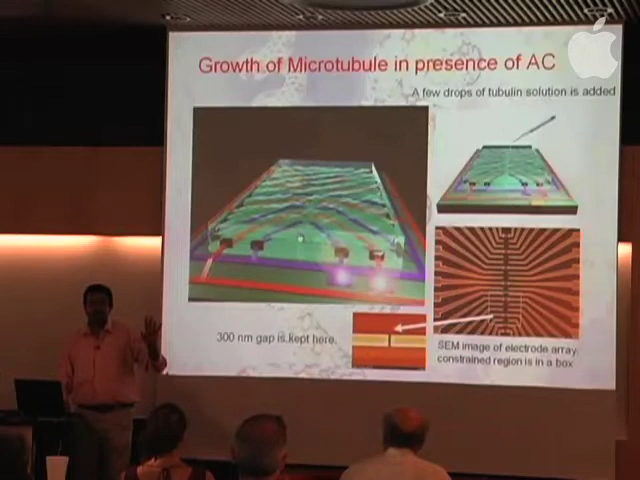 Growth of Microtubule in presence of AC
A few drops of tubulin solution is added
300 nm gap is kept here.
SEM image of electrode array,
constrained region is in a box